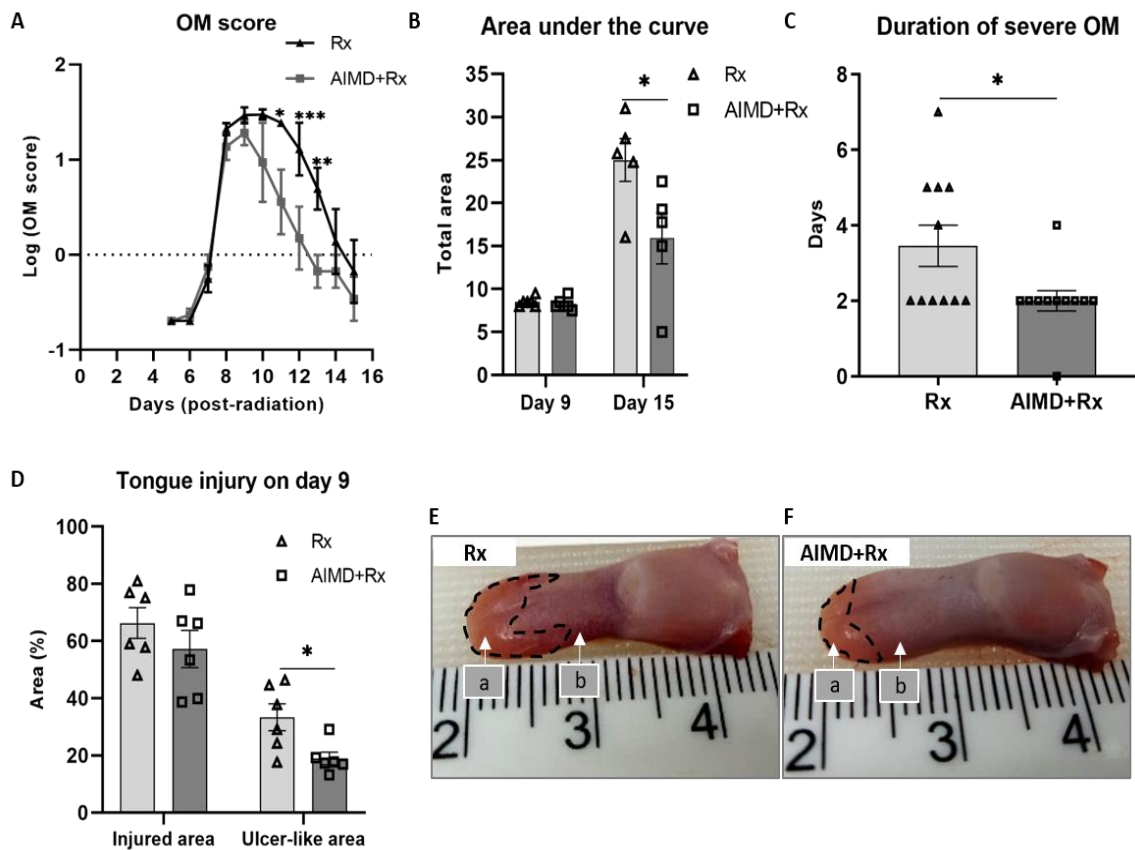 A
OM score
Rx
AIMD+Rx
Log (OM score)
2
1
0
-1
* *** **
0 2 4 6 8 10 12 14 16
Days (post-radiation)
B
Area under the curve
Rx
AIMD+Rx
*
Total area
35
30
25
20
15
10
5
0
Day 9 Day 15
C
Duration of severe OM
*
Days
8
6
4
2
0
Rx AIMD+Rx
D
Tongue injury on day 9
Rx
AIMD+Rx
*
Area (%)
100
80
60
40
20
0
Injured area Ulcer-like area
E
Rx
a b
2 3 4
F
AIMD+Rx
a b
2 3 4